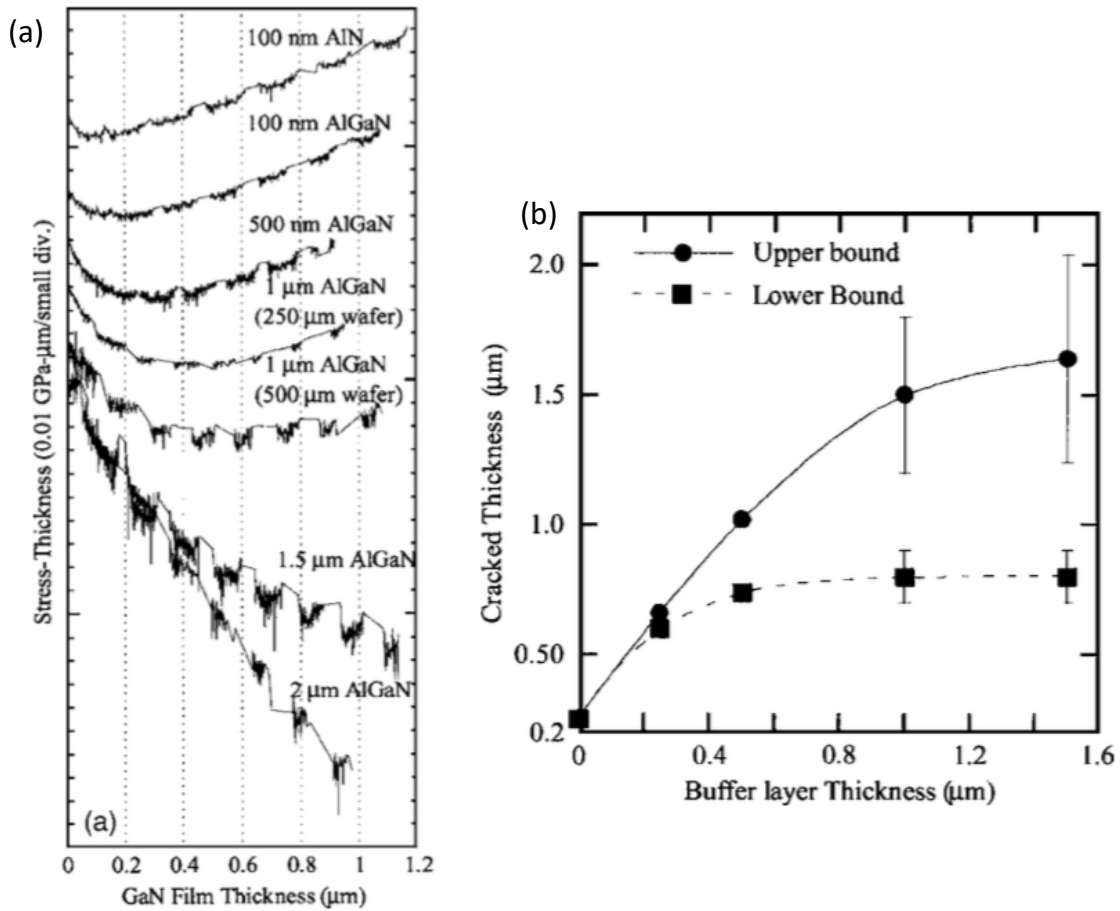 (a)
100 nm AlN
100 nm AlGaN
500 nm AlGaN
1 μm AlGaN
(250 μm wafer)
1 μm AlGaN
(500 μm wafer)
1.5 μm AlGaN
2 μm AlGaN
Stress-Thickness (0.01 GPa-μm/small div.)
(a)
0 0.2 0.4 0.6 0.8 1 1.2
GaN Film Thickness (μm)
(b)
Upper bound
Lower Bound
Cracked Thickness (μm)
2.0
1.5
1.0
0.50
0.2
0 0.4 0.8 1.2 1.6
Buffer layer Thickness (μm)